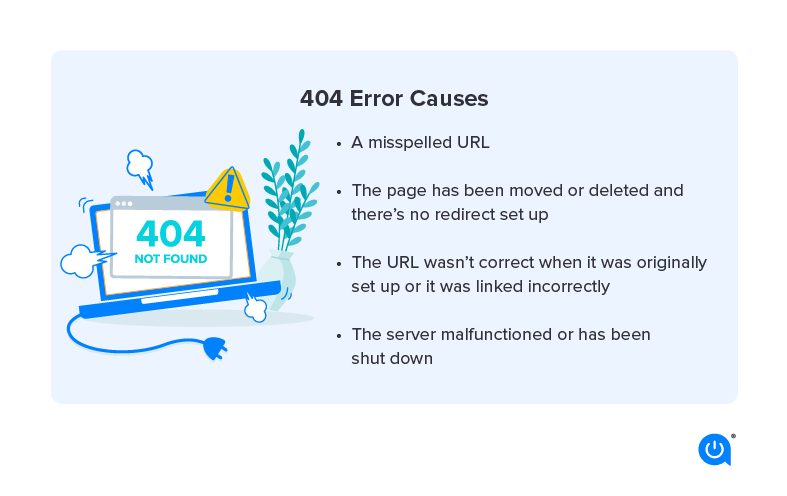 404 Error Causes
• A misspelled URL
• The page has been moved or deleted and
there’s no redirect set up
• The URL wasn’t correct when it was originally
set up or it was linked incorrectly
• The server malfunctioned or has been
shut down
404
NOT FOUND
!
®